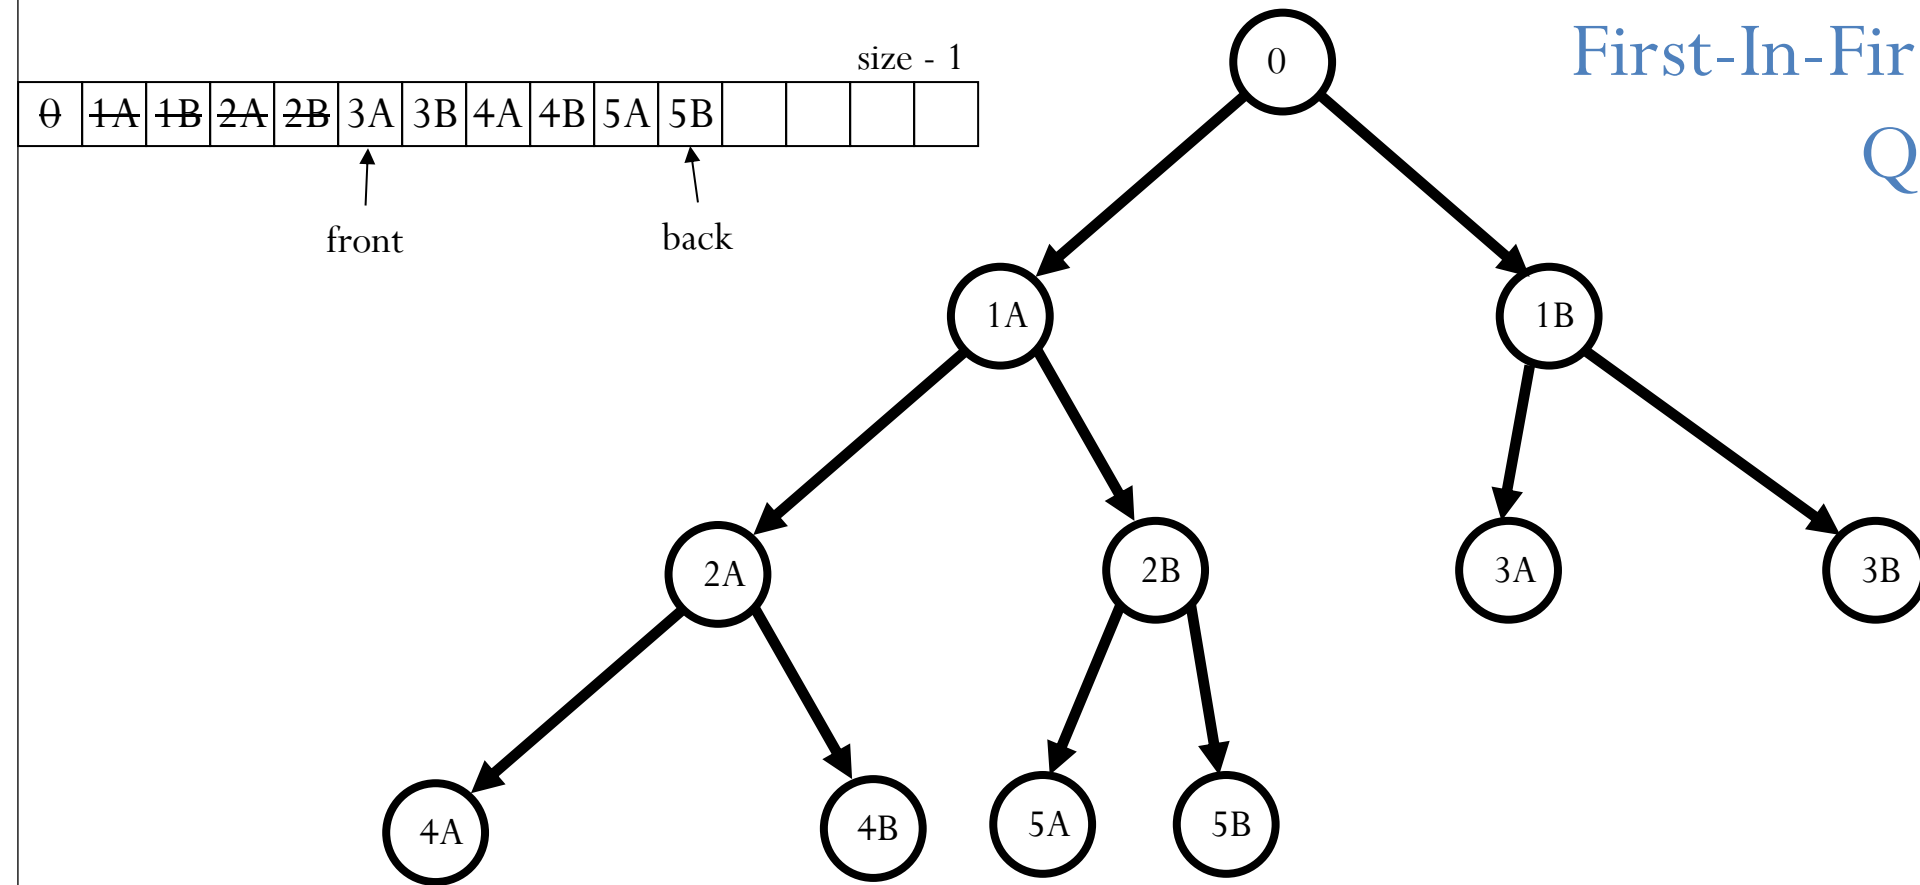 First-In-Fir
Q
size - 1
0 1A 1B 2A 2B 3A 3B 4A 4B 5A 5B
front back
0
1A 1B
2A 2B 3A 3B
4A 4B 5A 5B